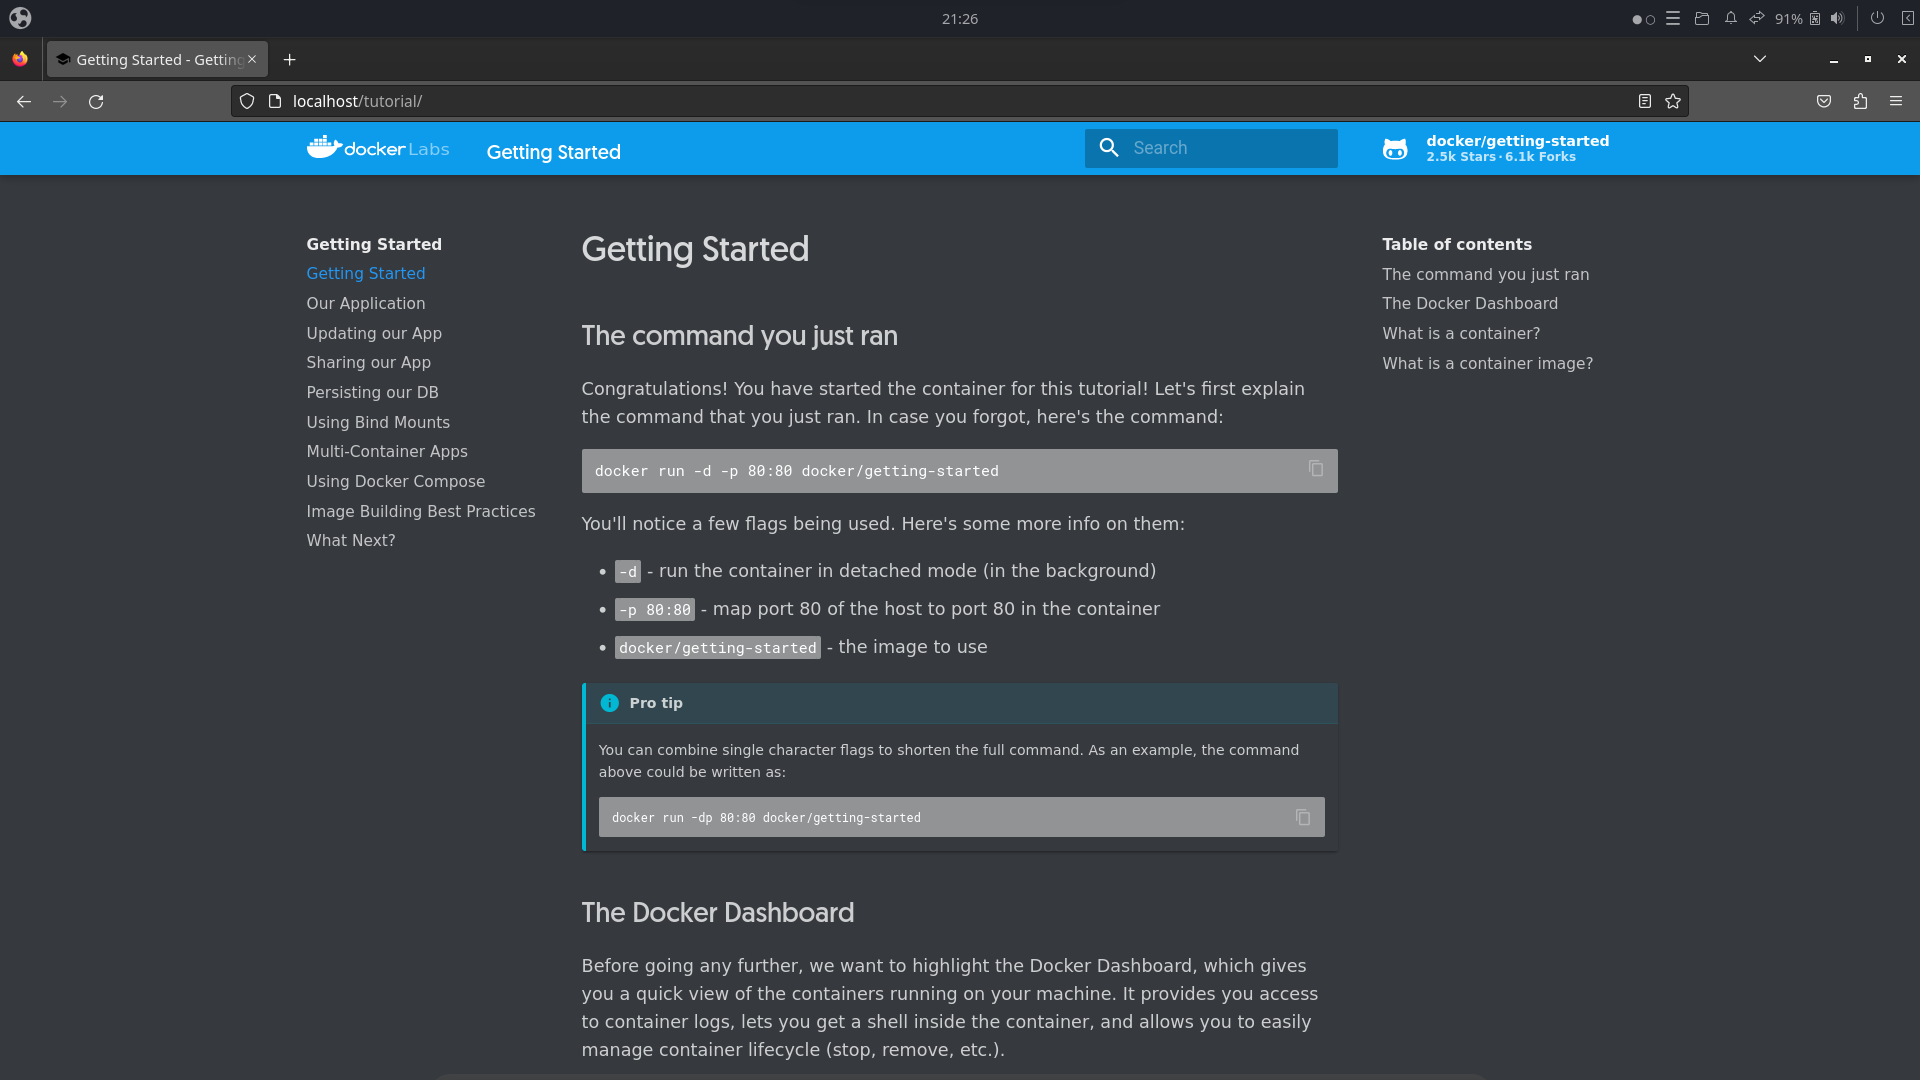 21:26
91%
Getting Started - Getting
localhost/tutorial/
docker Labs
Getting Started
Search
docker/getting-started
2.5k Stars · 6.1k Forks
Getting Started
Getting Started
Our Application
Updating our App
Sharing our App
Persisting our DB
Using Bind Mounts
Multi-Container Apps
Using Docker Compose
Image Building Best Practices
What Next?
Getting Started
The command you just ran
Congratulations! You have started the container for this tutorial! Let's first explain
the command that you just ran. In case you forgot, here's the command:
docker run -d -p 80:80 docker/getting-started
You'll notice a few flags being used. Here's some more info on them:
• -d - run the container in detached mode (in the background)
• -p 80:80 - map port 80 of the host to port 80 in the container
• docker/getting-started - the image to use
Pro tip
You can combine single character flags to shorten the full command. As an example, the command
above could be written as:
docker run -dp 80:80 docker/getting-started
The Docker Dashboard
Before going any further, we want to highlight the Docker Dashboard, which gives
you a quick view of the containers running on your machine. It provides you access
to container logs, lets you get a shell inside the container, and allows you to easily
manage container lifecycle (stop, remove, etc.).
Table of contents
The command you just ran
The Docker Dashboard
What is a container?
What is a container image?